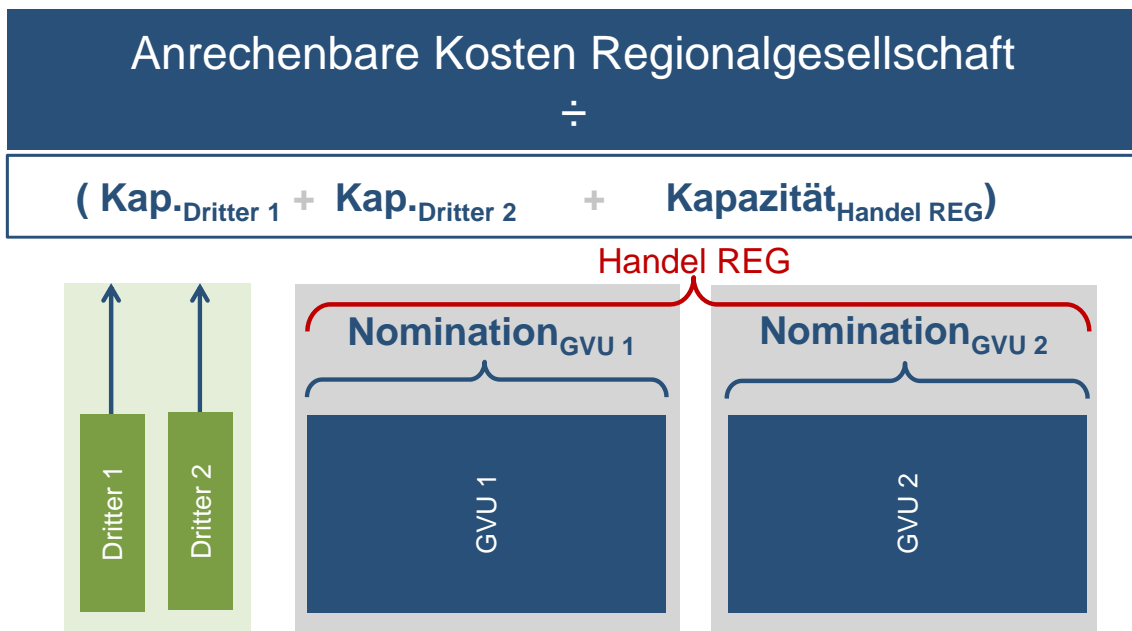 Anrechenbare Kosten Regionalgesellschaft
÷
( Kap.Dritter 1 + Kap.Dritter 2 + KapazitätHandel REG)
Handel REG
NominationGVU 1
NominationGVU 2
Dritter 1
Dritter 2
GVU 1
GVU 2